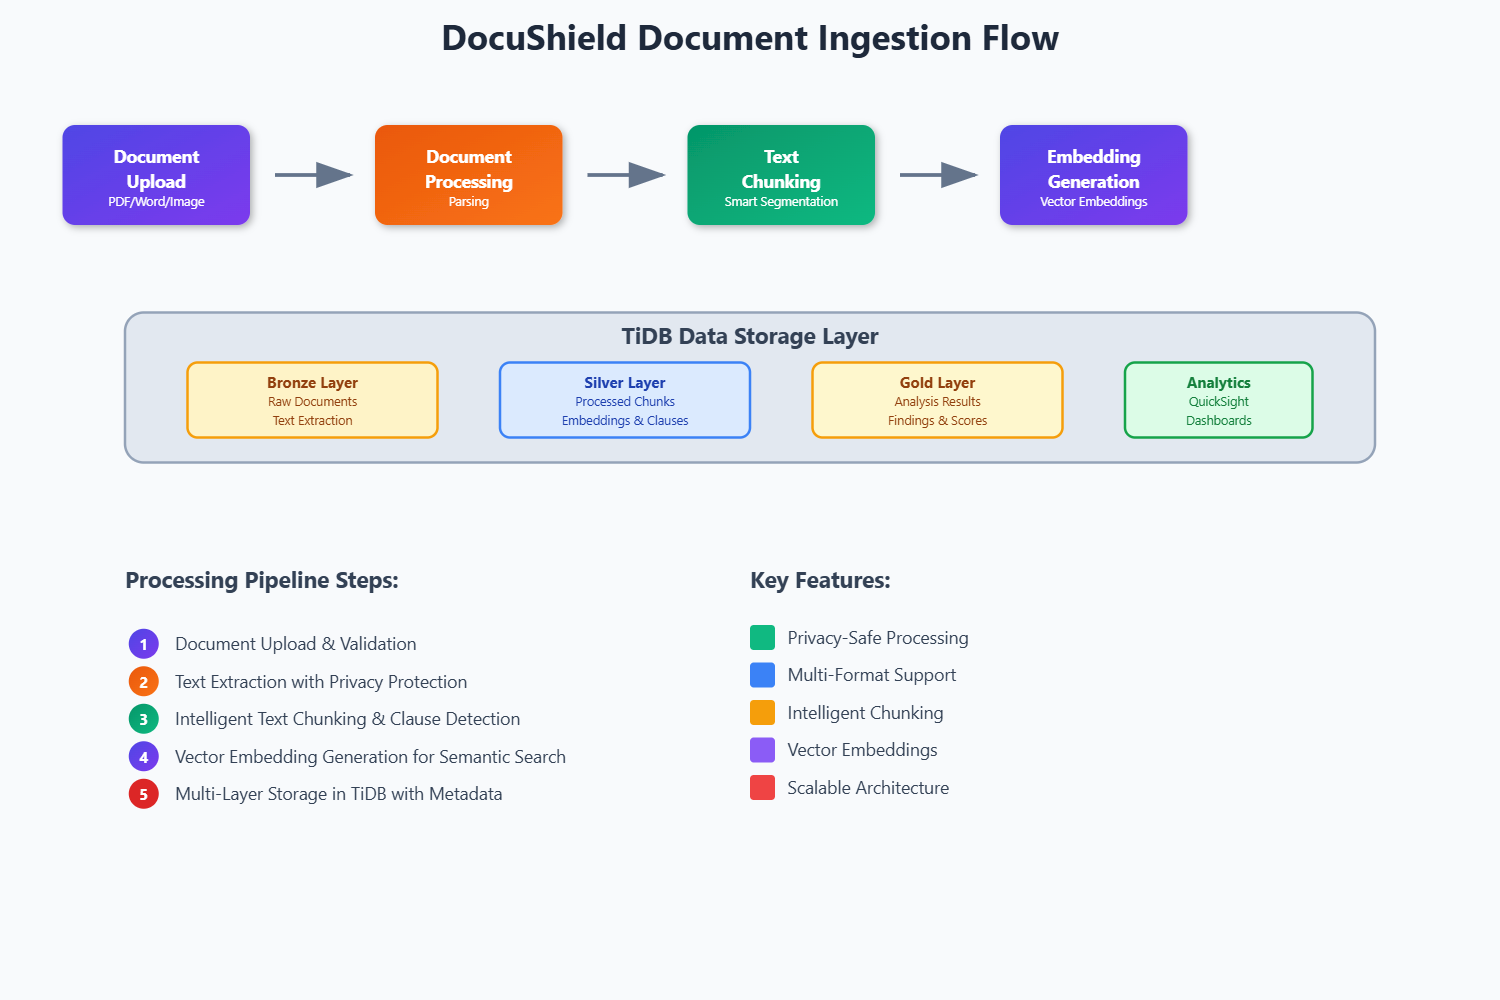 DocuShield Document Ingestion Flow
Document
Upload
PDF/Word/Image
Document
Processing
Parsing
Text
Chunking
Smart Segmentation
Embedding
Generation
Vector Embeddings
TiDB Data Storage Layer
Bronze Layer
Raw Documents
Text Extraction
Silver Layer
Processed Chunks
Embeddings & Clauses
Gold Layer
Analysis Results
Findings & Scores
Analytics
QuickSight
Dashboards
Processing Pipeline Steps:
1 Document Upload & Validation
2 Text Extraction with Privacy Protection
3 Intelligent Text Chunking & Clause Detection
4 Vector Embedding Generation for Semantic Search
5 Multi-Layer Storage in TiDB with Metadata
Key Features:
Privacy-Safe Processing
Multi-Format Support
Intelligent Chunking
Vector Embeddings
Scalable Architecture